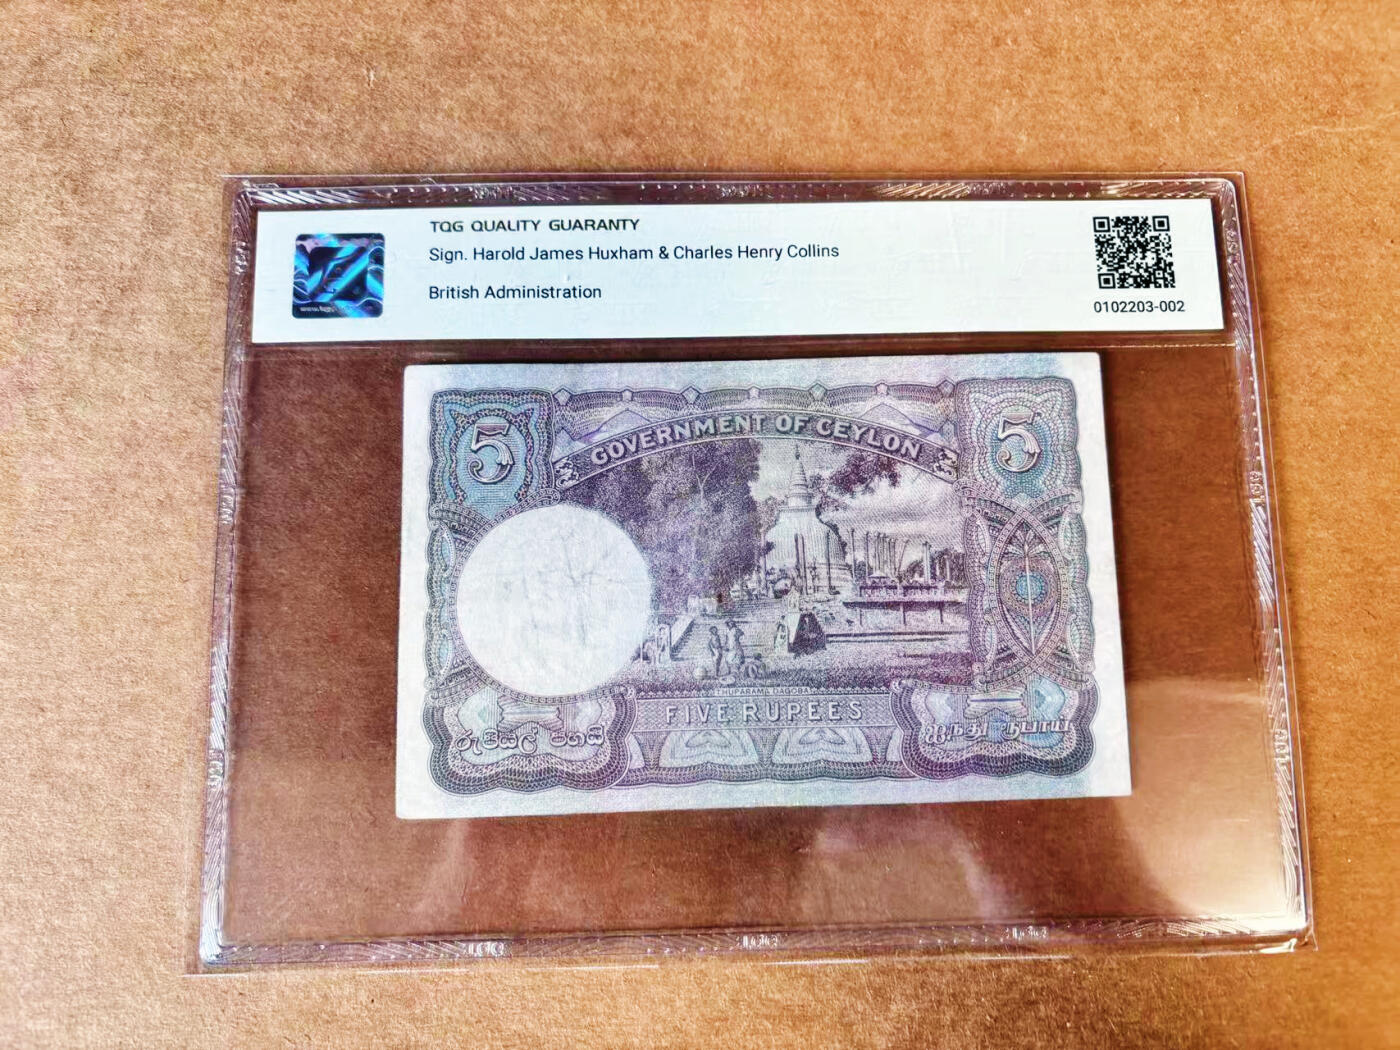 TQG QUALITY GUARANTY
Sign. Harold James Huxham & Charles Henry Collins
British Administration
0102203-002
5
5
GOVERNMENT OF CEYLON
THUPARAMA DAGOBA
FIVE RUPEES
රුපියල් පහයි
ஐந்து ரூபாய்